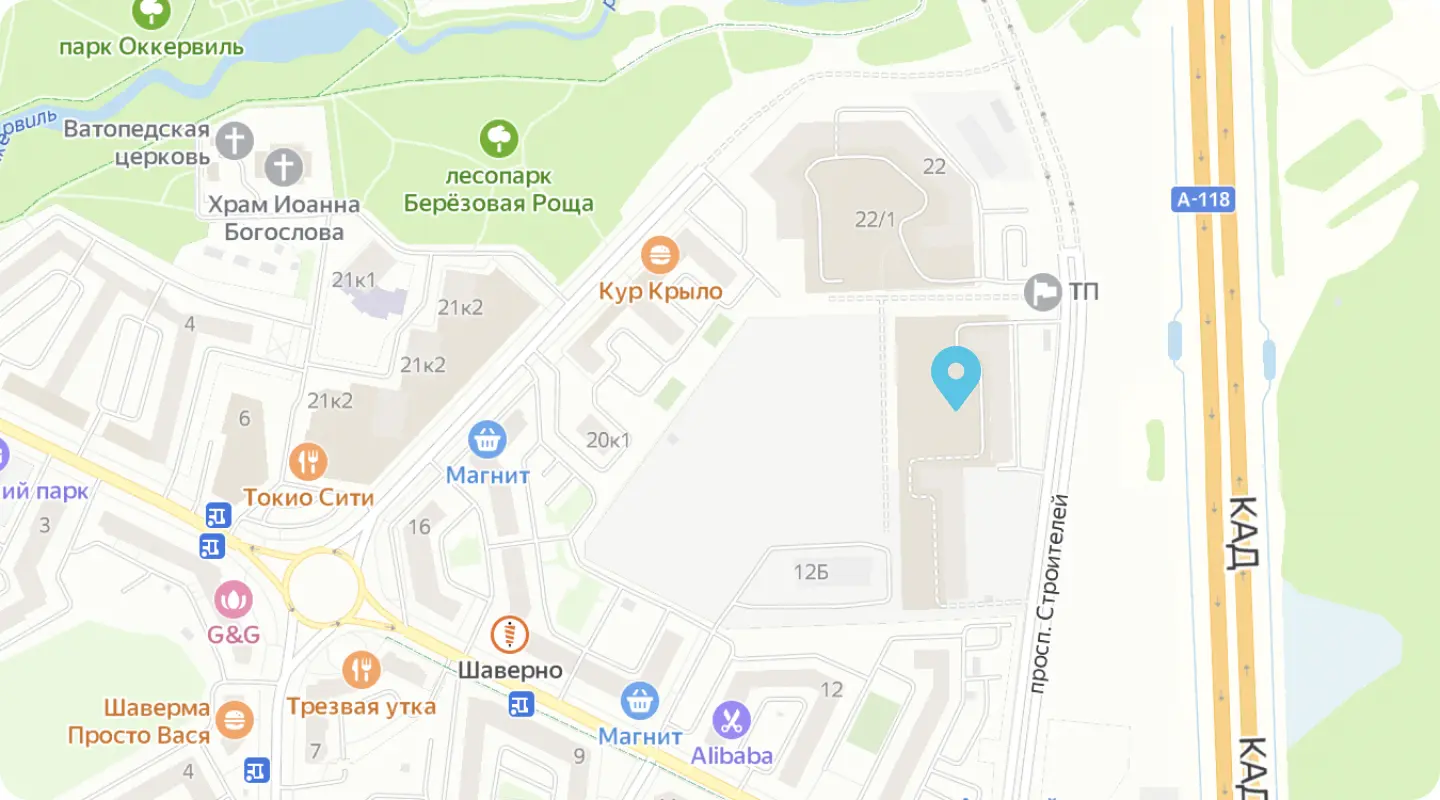 парк Оккервиль
Ватопедская
церковь
Храм Иоанна
Богослова
лесопарк
Берёзовая Роща
22
22/1
А-118
ТП
Кур Крыло
21к1
21к2
21к2
21к2
4
6
Токио Сити
Магнит
20к1
ий парк
3
16
12Б
КАД
просп. Строителей
G&G
Шаверно
Трезвая утка
Шаверма
Просто Вася
7
4
9
Магнит
12
Alibaba
КАД